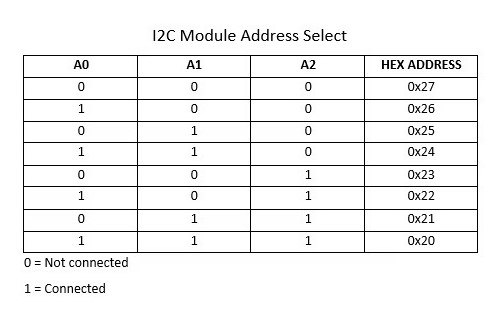 I2C Module Address Select
A0 A1 A2 HEX ADDRESS
0 0 0 0x27
1 0 0 0x26
0 1 0 0x25
1 1 0 0x24
0 0 1 0x23
1 0 1 0x22
0 1 1 0x21
1 1 1 0x20
0 = Not connected
1 = Connected